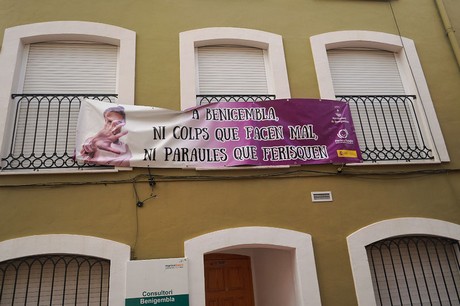 A BENIGEMBLA,
NI COLPS QUE FACEN MAL,
NI PARAULES QUE FERISQUEN
Consultori
Benigembla